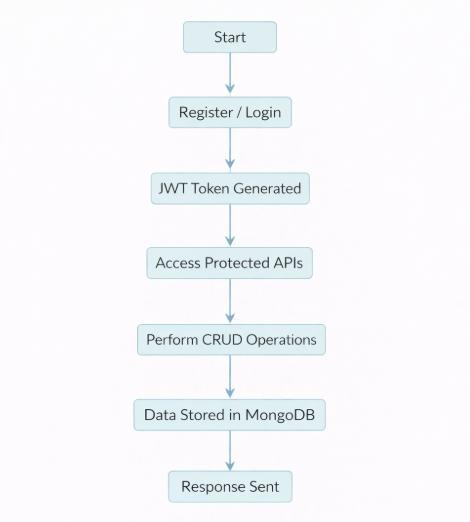 Start
Register / Login
JWT Token Generated
Access Protected APIs
Perform CRUD Operations
Data Stored in MongoDB
Response Sent